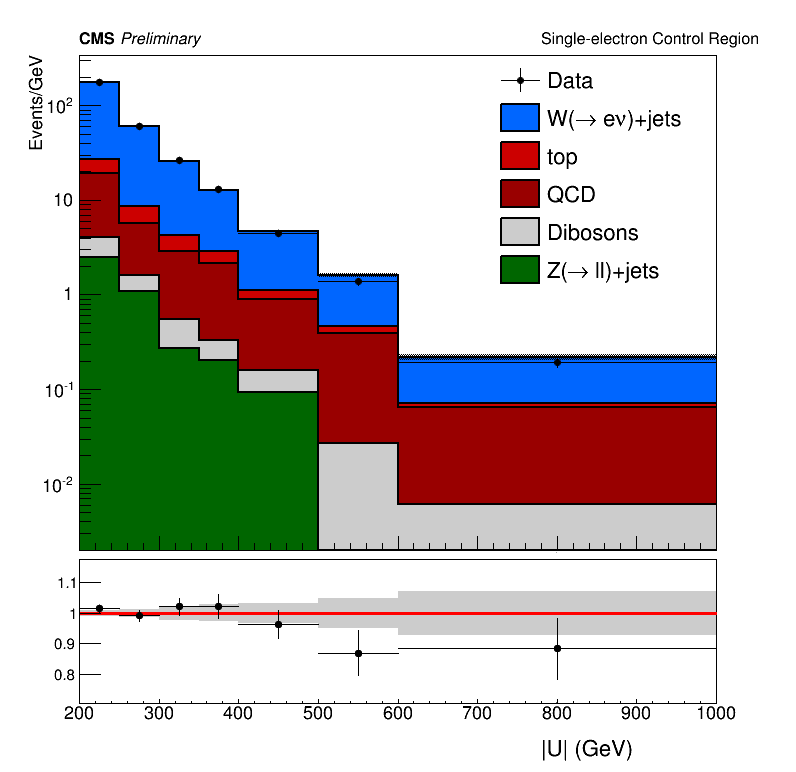 CMS Preliminary Single-electron Control Region
Events/GeV
Data
W(→ eν)+jets
top
QCD
Dibosons
Z(→ ll)+jets
10²
10
1
10⁻¹
10⁻²
1.1
1
0.9
0.8
200 300 400 500 600 700 800 900 1000
|U| (GeV)